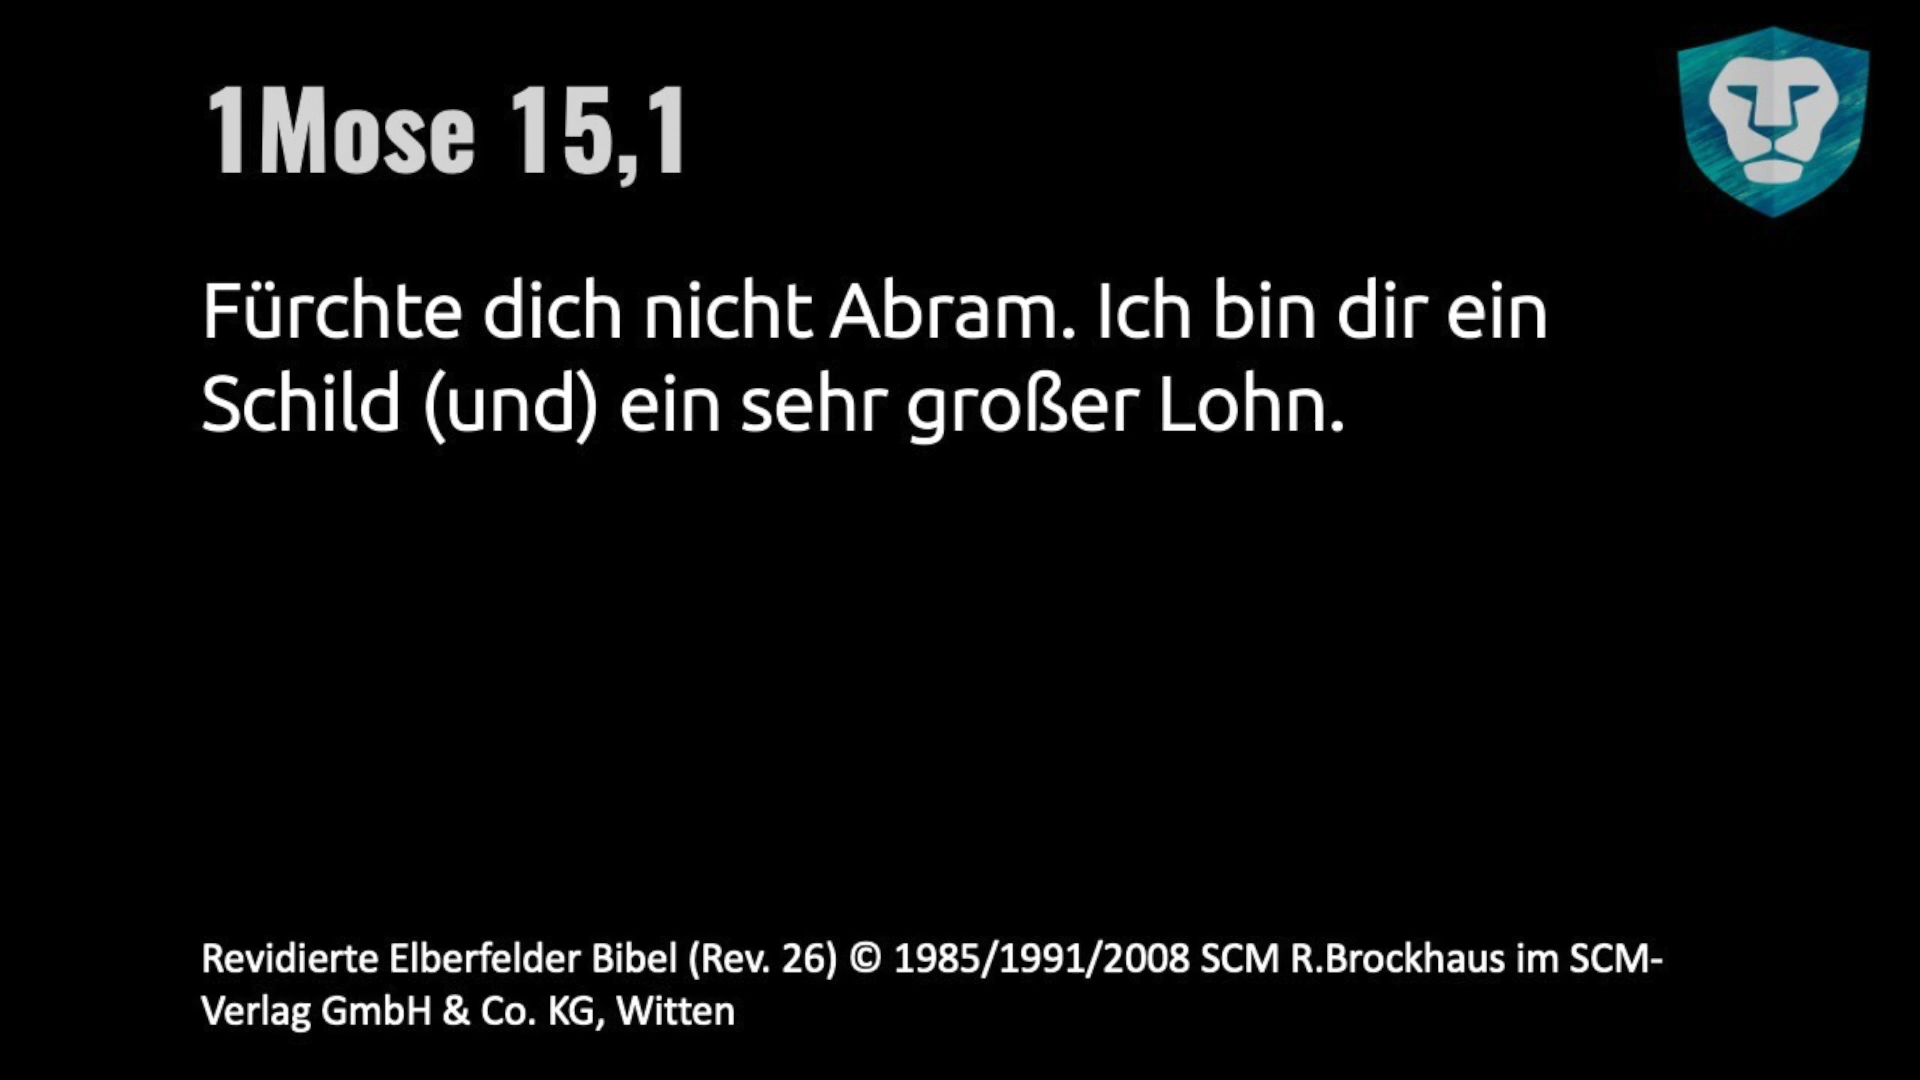 1Mose 15,1
Fürchte dich nicht Abram. Ich bin dir ein
Schild (und) ein sehr großer Lohn.
Revidierte Elberfelder Bibel (Rev. 26) © 1985/1991/2008 SCM R.Brockhaus im SCM-
Verlag GmbH & Co. KG, Witten